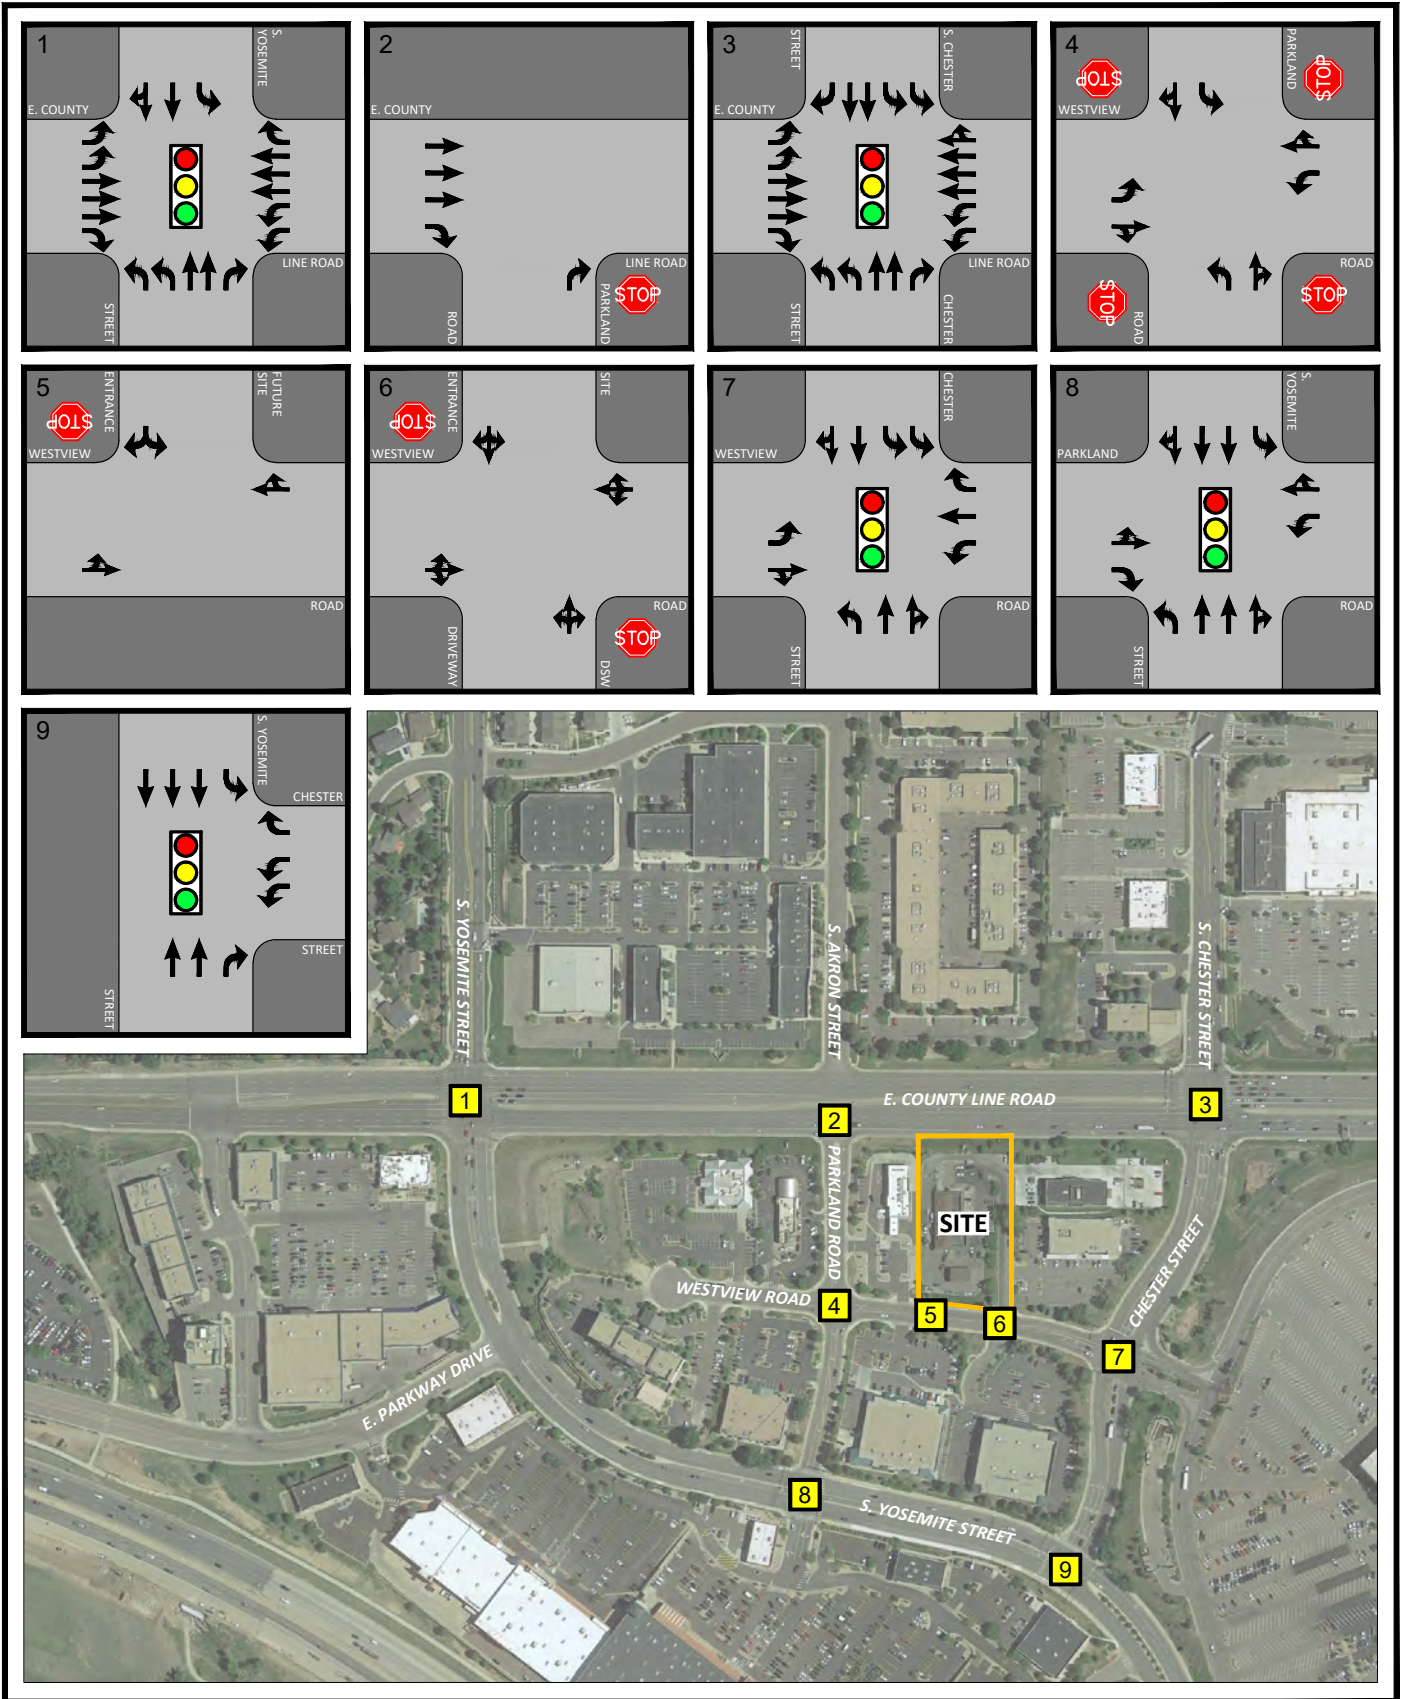 1
S.
YOSEMITE
E. COUNTY
LINE ROAD
STREET
2
E. COUNTY
LINE ROAD
PARKLAND
ROAD
STOP
3
STREET
S. CHESTER
E. COUNTY
LINE ROAD
STREET
CHESTER
4
STOP
PARKLAND
STOP
WESTVIEW
ROAD
STOP
ROAD
STOP
5
ENTRANCE
FUTURE
SITE
STOP
WESTVIEW
ROAD
6
ENTRANCE
SITE
STOP
WESTVIEW
ROAD
DRIVEWAY
DSW
STOP
7
CHESTER
WESTVIEW
ROAD
STREET
8
S.
YOSEMITE
PARKLAND
ROAD
STREET
9
S. YOSEMITE
CHESTER
STREET
STREET
S. YOSEMITE STREET
S. AKRON STREET
S. CHESTER STREET
1
E. COUNTY LINE ROAD
3
2
PARKLAND ROAD
SITE
CHESTER STREET
WESTVIEW ROAD
4
5
6
7
E. PARKWAY DRIVE
8
S. YOSEMITE STREET
9